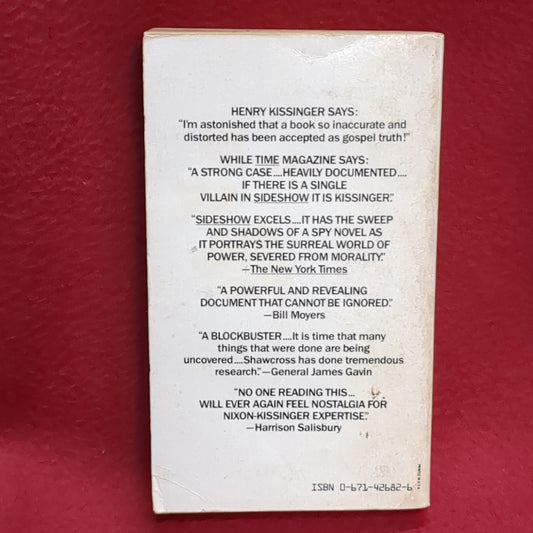 HENRY KISSINGER SAYS:
"I'm astonished that a book so inaccurate and
distorted has been accepted as gospel truth!"
WHILE TIME MAGAZINE SAYS:
"A STRONG CASE....HEAVILY DOCUMENTED....
IF THERE IS A SINGLE
VILLAIN IN SIDESHOW IT IS KISSINGER."
"SIDESHOW EXCELS....IT HAS THE SWEEP
AND SHADOWS OF A SPY NOVEL AS
IT PORTRAYS THE SURREAL WORLD OF
POWER, SEVERED FROM MORALITY."
—The New York Times
"A POWERFUL AND REVEALING
DOCUMENT THAT CANNOT BE IGNORED."
—Bill Moyers
"A BLOCKBUSTER....It is time that many
things that were done are being
uncovered....Shawcross has done tremendous
research."—General James Gavin
"NO ONE READING THIS...
WILL EVER AGAIN FEEL NOSTALGIA FOR
NIXON-KISSINGER EXPERTISE."
—Harrison Salisbury
ISBN 0-671-42682-6